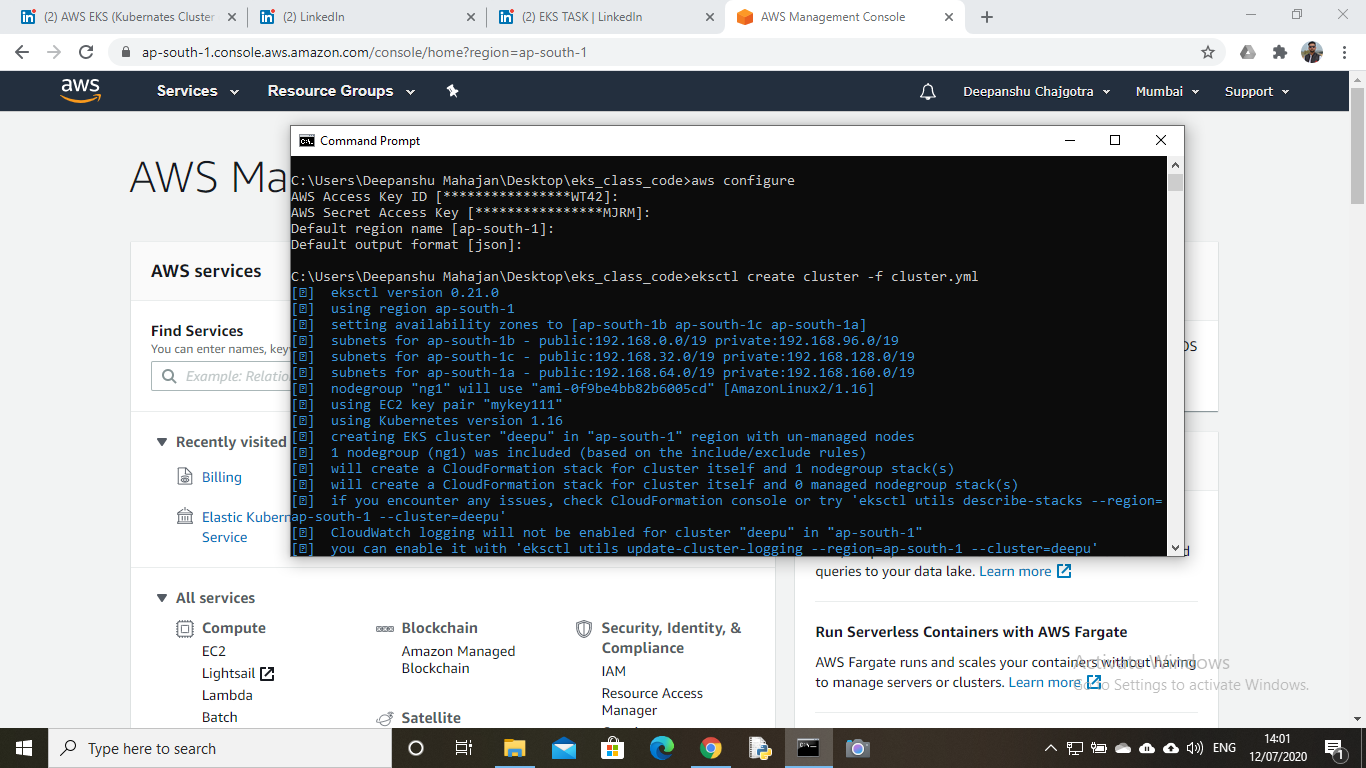 (2) AWS EKS (Kubernates Cluster
(2) LinkedIn
(2) EKS TASK | LinkedIn
AWS Management Console
ap-south-1.console.aws.amazon.com/console/home?region=ap-south-1
aws
Services
Resource Groups
Deepanshu Chajgotra
Mumbai
Support
AWS Ma
Command Prompt
C:\Users\Deepanshu Mahajan\Desktop\eks_class_code>aws configure
AWS Access Key ID [****************WT42]:
AWS Secret Access Key [****************MJRM]:
Default region name [ap-south-1]:
Default output format [json]:
C:\Users\Deepanshu Mahajan\Desktop\eks_class_code>eksctl create cluster -f cluster.yml
[⍰]  eksctl version 0.21.0
[⍰]  using region ap-south-1
[⍰]  setting availability zones to [ap-south-1b ap-south-1c ap-south-1a]
[⍰]  subnets for ap-south-1b - public:192.168.0.0/19 private:192.168.96.0/19
[⍰]  subnets for ap-south-1c - public:192.168.32.0/19 private:192.168.128.0/19
[⍰]  subnets for ap-south-1a - public:192.168.64.0/19 private:192.168.160.0/19
[⍰]  nodegroup "ng1" will use "ami-0f9be4bb82b6005cd" [AmazonLinux2/1.16]
[⍰]  using EC2 key pair "mykey111"
[⍰]  using Kubernetes version 1.16
[⍰]  creating EKS cluster "deepu" in "ap-south-1" region with un-managed nodes
[⍰]  1 nodegroup (ng1) was included (based on the include/exclude rules)
[⍰]  will create a CloudFormation stack for cluster itself and 1 nodegroup stack(s)
[⍰]  will create a CloudFormation stack for cluster itself and 0 managed nodegroup stack(s)
[⍰]  if you encounter any issues, check CloudFormation console or try 'eksctl utils describe-stacks --region=
ap-south-1 --cluster=deepu'
[⍰]  CloudWatch logging will not be enabled for cluster "deepu" in "ap-south-1"
[⍰]  you can enable it with 'eksctl utils update-cluster-logging --region=ap-south-1 --cluster=deepu'
AWS services
Find Services
You can enter names, key
Example: Relatio
Recently visited
Billing
Elastic Kubern
Service
All services
Compute
EC2
Lightsail
Lambda
Batch
Blockchain
Amazon Managed
Blockchain
Satellite
Security, Identity, &
Compliance
IAM
Resource Access
Manager
queries to your data lake. Learn more
Run Serverless Containers with AWS Fargate
AWS Fargate runs and scales your containers without having
to manage servers or clusters. Learn more
Activate Windows
Go to Settings to activate Windows.
Type here to search
ENG
14:01
12/07/2020
1